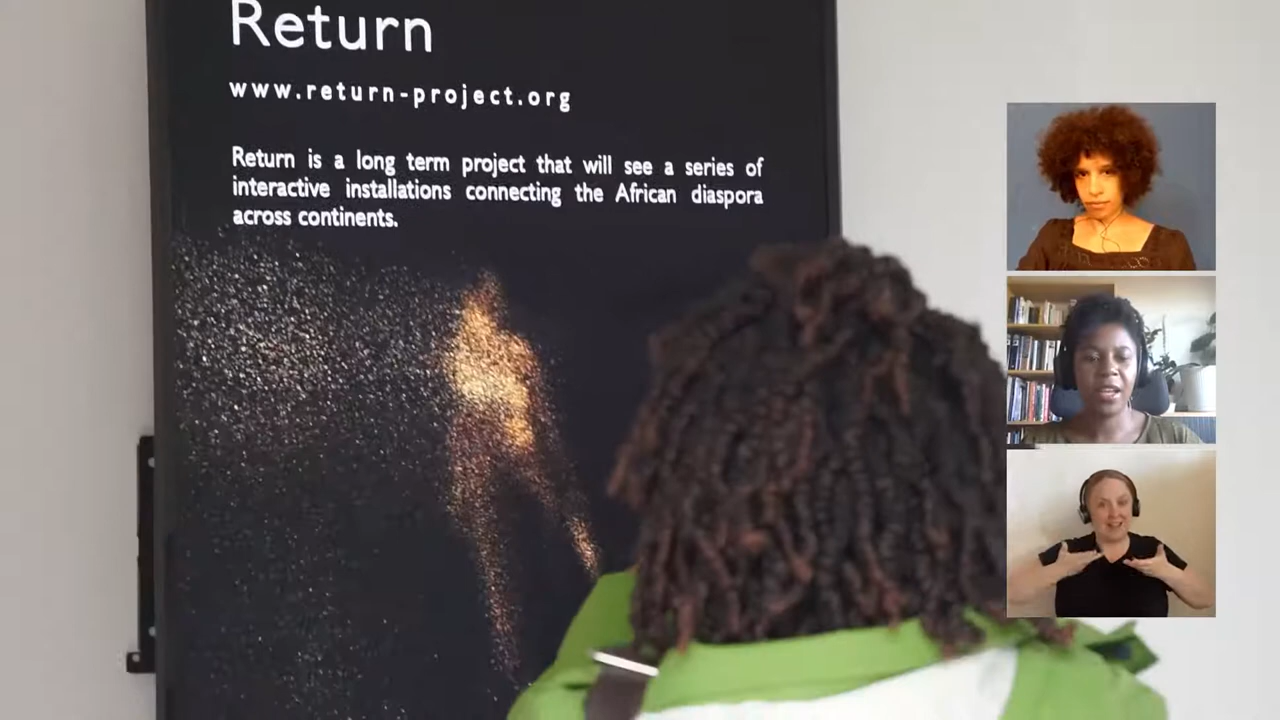 Return
www.return-project.org
Return is a long term project that will see a series of
interactive installations connecting the African diaspora
across continents.